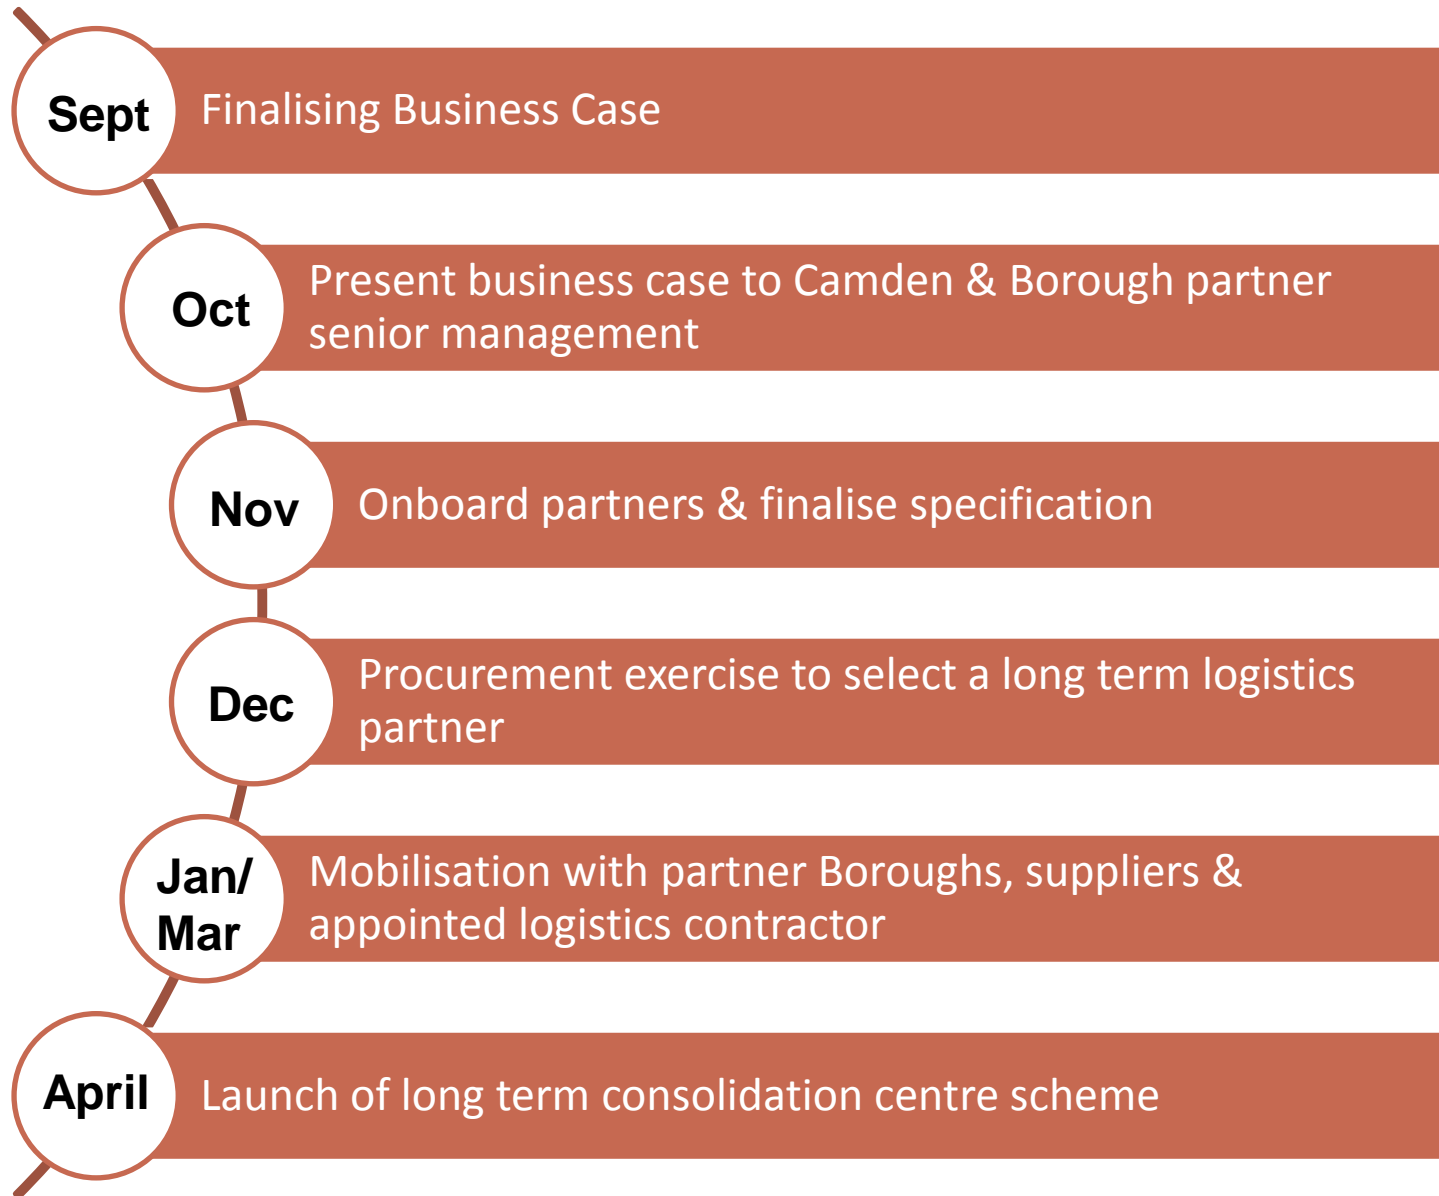 Sept
Finalising Business Case
Oct
Present business case to Camden & Borough partner
senior management
Nov
Onboard partners & finalise specification
Dec
Procurement exercise to select a long term logistics
partner
Jan/
Mar
Mobilisation with partner Boroughs, suppliers &
appointed logistics contractor
April
Launch of long term consolidation centre scheme